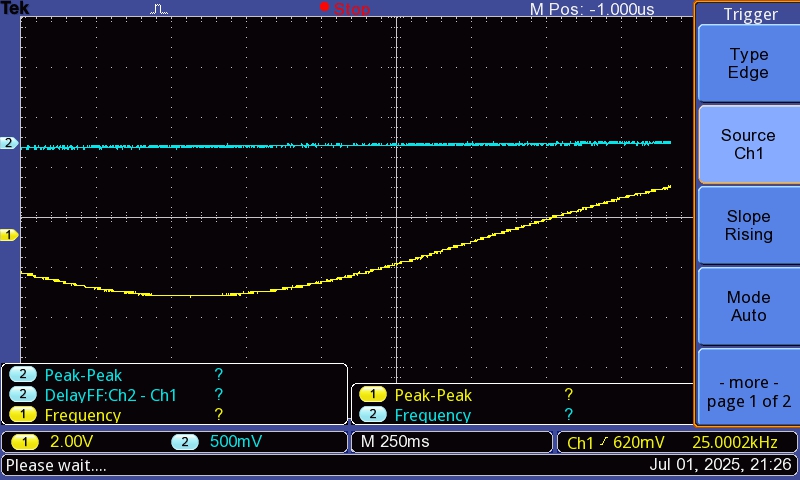 Tek
Stop
M Pos: -1.000us
Trigger
Type
Edge
Source
Ch1
Slope
Rising
Mode
Auto
- more -
page 1 of 2
2
1
2 Peak-Peak ?
2 DelayFF:Ch2 - Ch1 ?
1 Frequency ?
1 Peak-Peak ?
2 Frequency ?
1 2.00V
2 500mV
M 250ms
Ch1 620mV 25.0002kHz
Please wait....
Jul 01, 2025, 21:26